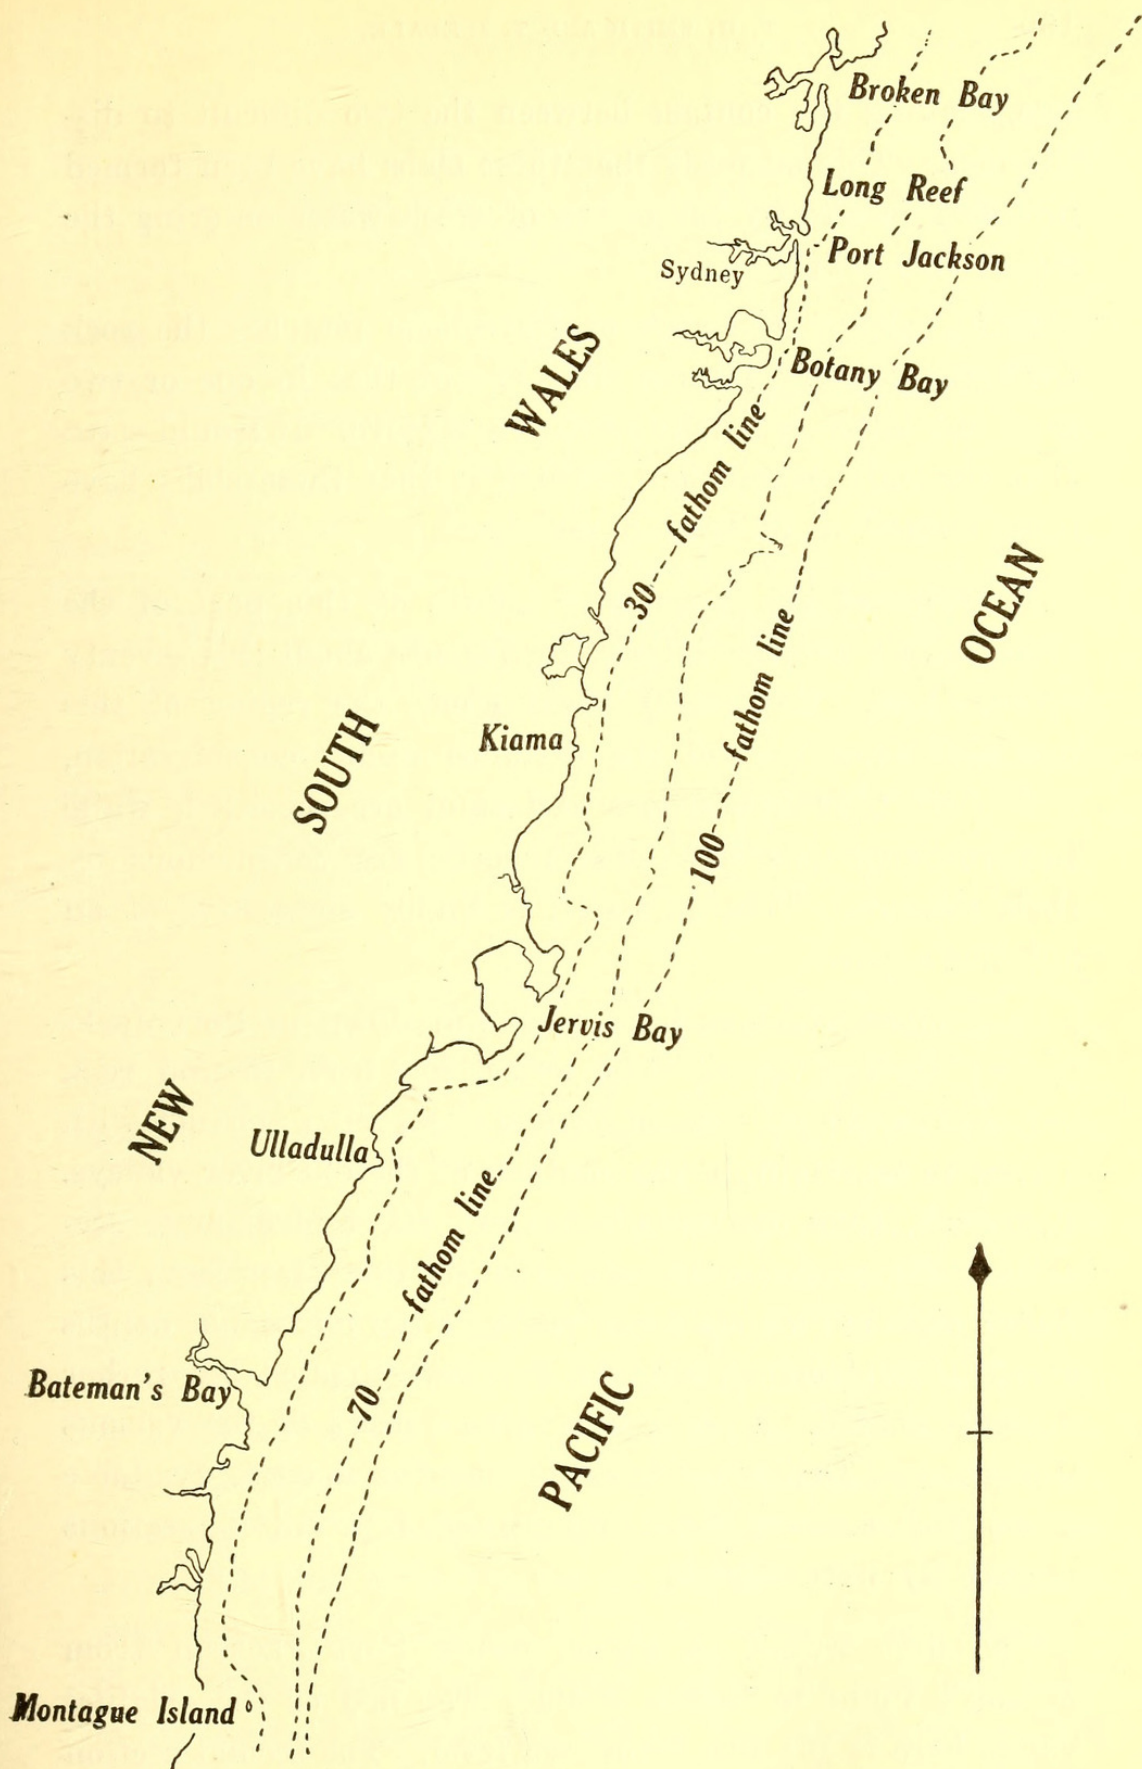 Broken Bay
Long Reef
Port Jackson
Sydney
Botany Bay
WALES
30 fathom line
OCEAN
100 fathom line
Kiama
SOUTH
Jervis Bay
NEW
Ulladulla
70 fathom line
Bateman's Bay
PACIFIC
Montague Island